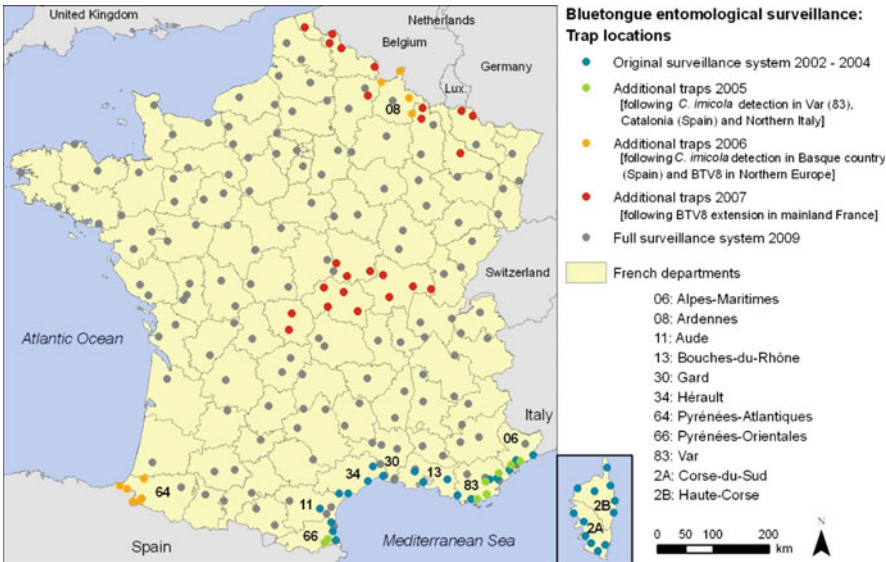 United Kingdom
Netherlands
Belgium
Germany
Lux.
08
Switzerland
Atlantic Ocean
Italy
06
30
13
34
83
64
11
66
Spain
Mediterranean Sea
2B
2A
Bluetongue entomological surveillance:
Trap locations
Original surveillance system 2002 - 2004
Additional traps 2005
[following C. imicola detection in Var (83),
Catalonia (Spain) and Northern Italy]
Additional traps 2006
[following C. imicola detection in Basque country
(Spain) and BTV8 in Northern Europe]
Additional traps 2007
[following BTV8 extension in mainland France]
Full surveillance system 2009
French departments
06: Alpes-Maritimes
08: Ardennes
11: Aude
13: Bouches-du-Rhône
30: Gard
34: Hérault
64: Pyrénées-Atlantiques
66: Pyrénées-Orientales
83: Var
2A: Corse-du-Sud
2B: Haute-Corse
0 50 100 200
km
N